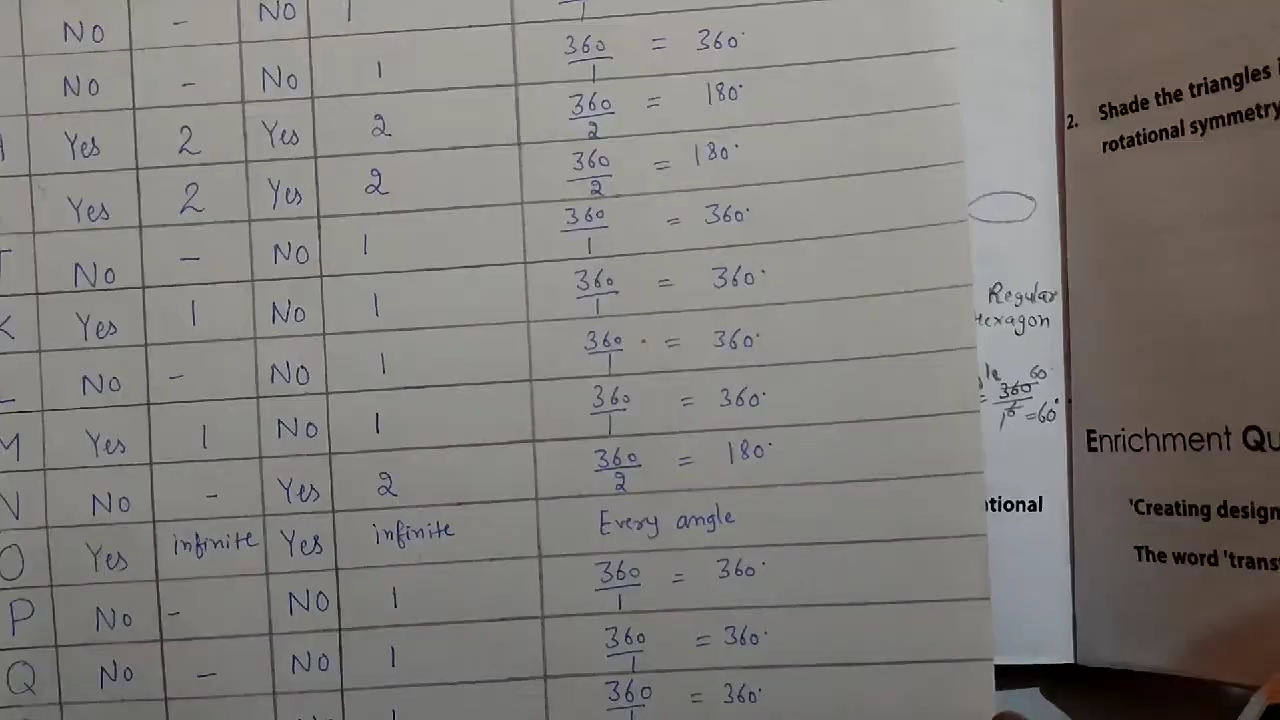 No - No 1
No - No 1 360/1 = 360°
Yes 2 Yes 2 360/2 = 180°
Yes 2 Yes 2 360/2 = 180°
No - No 1 360/1 = 360°
K Yes 1 No 1 360/1 = 360°
L No - No 1 360/1 = 360°
M Yes 1 No 1 360/1 = 360°
N No - Yes 2 360/2 = 180°
O Yes infinite Yes infinite Every angle
P No - No 1 360/1 = 360°
Q No - No 1 360/1 = 360°
360/1 = 360°
Regular
Hexagon
= 360/6 = 60°
2. Shade the triangles
rotational symmetry
Enrichment Qu
'Creating design
The word 'trans